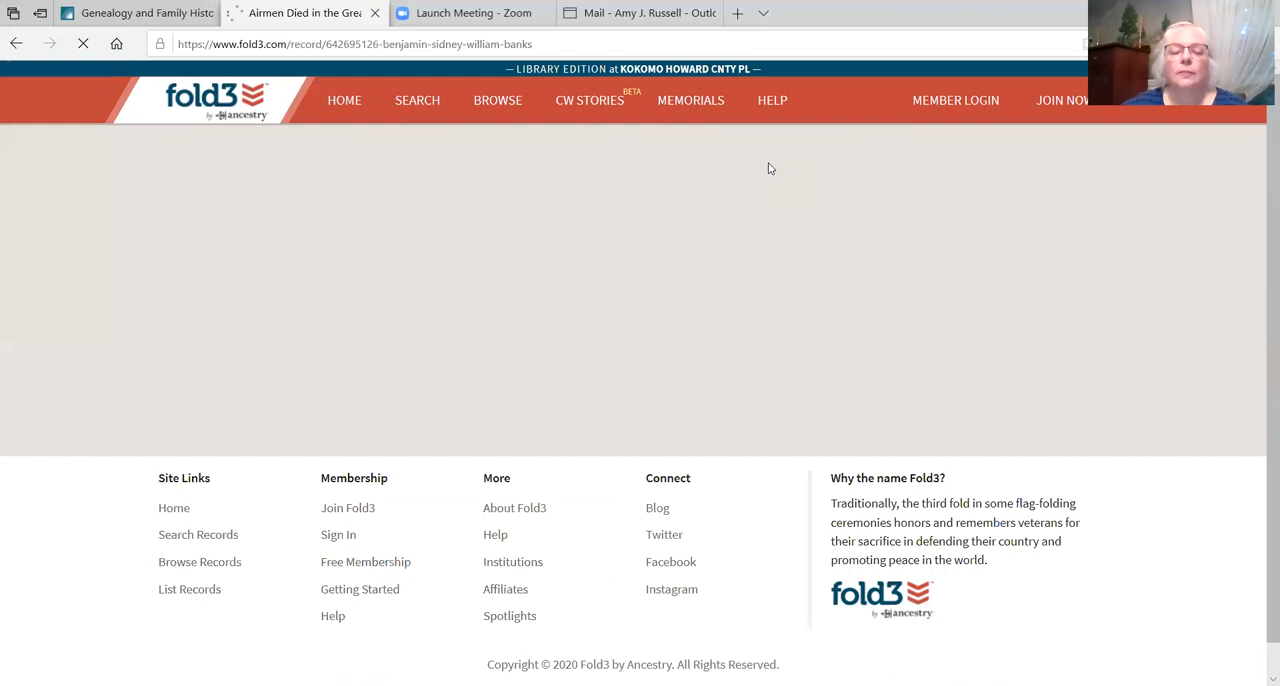 Genealogy and Family Histo
Airmen Died in the Grea
Launch Meeting - Zoom
Mail - Amy J. Russell - Outlo
https://www.fold3.com/record/642695126-benjamin-sidney-william-banks
— LIBRARY EDITION at KOKOMO HOWARD CNTY PL —
fold3
by ancestry
HOME
SEARCH
BROWSE
CW STORIES BETA
MEMORIALS
HELP
MEMBER LOGIN
JOIN NOW
Site Links
Home
Search Records
Browse Records
List Records
Membership
Join Fold3
Sign In
Free Membership
Getting Started
Help
More
About Fold3
Help
Institutions
Affiliates
Spotlights
Connect
Blog
Twitter
Facebook
Instagram
Why the name Fold3?
Traditionally, the third fold in some flag-folding
ceremonies honors and remembers veterans for
their sacrifice in defending their country and
promoting peace in the world.
fold3
by ancestry
Copyright © 2020 Fold3 by Ancestry. All Rights Reserved.